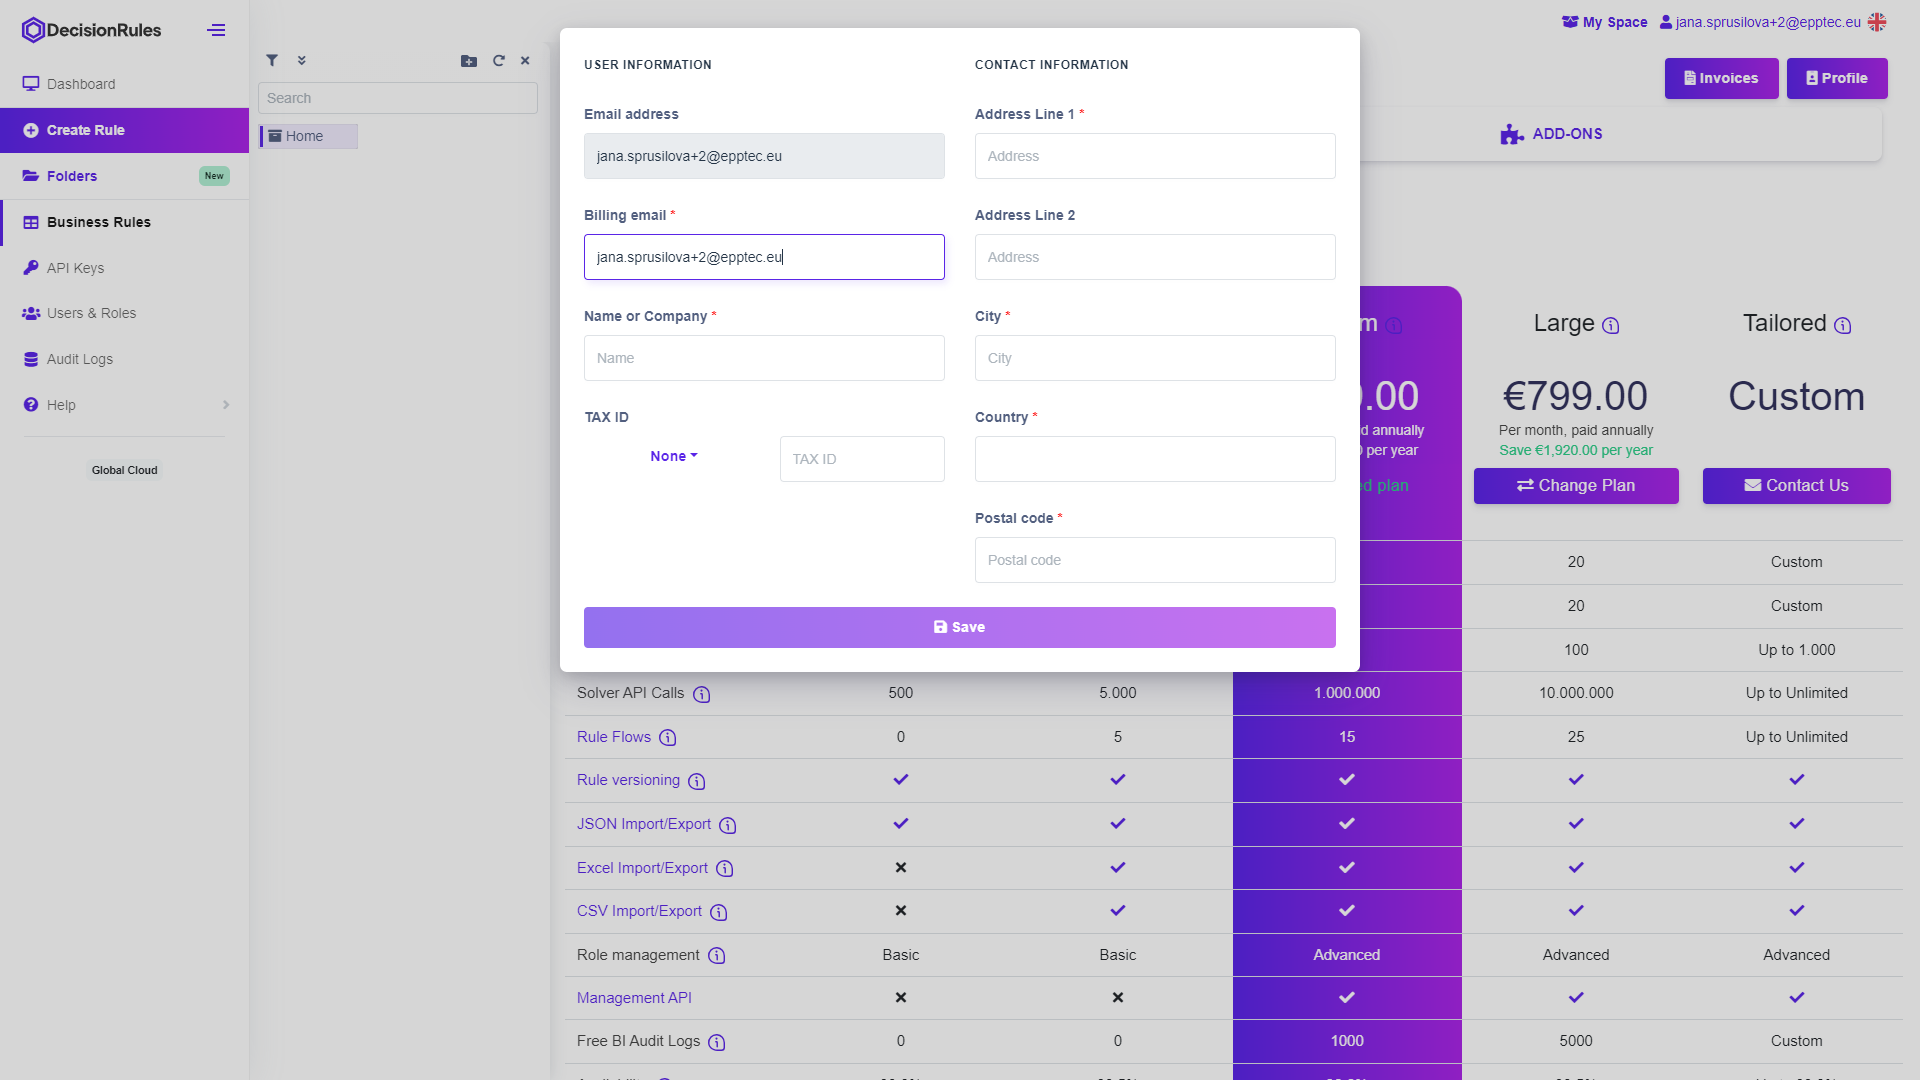 DecisionRules
My Space
jana.sprusilova+2@epptec.eu
Dashboard
Create Rule
Folders
New
Business Rules
API Keys
Users & Roles
Audit Logs
Help
Global Cloud
Search
Home
Invoices
Profile
ADD-ONS
USER INFORMATION
Email address
jana.sprusilova+2@epptec.eu
Billing email *
jana.sprusilova+2@epptec.eu
Name or Company *
Name
TAX ID
None
TAX ID
CONTACT INFORMATION
Address Line 1 *
Address
Address Line 2
Address
City *
City
Country *
Postal code *
Postal code
Save
m
.00
d annually
per year
ed plan
Large
€799.00
Per month, paid annually
Save €1,920.00 per year
Change Plan
Tailored
Custom
Contact Us
20 Custom
20 Custom
100 Up to 1.000
Solver API Calls 500 5.000 1.000.000 10.000.000 Up to Unlimited
Rule Flows 0 5 15 25 Up to Unlimited
Rule versioning
JSON Import/Export
Excel Import/Export
CSV Import/Export
Role management Basic Basic Advanced Advanced Advanced
Management API
Free BI Audit Logs 0 0 1000 5000 Custom